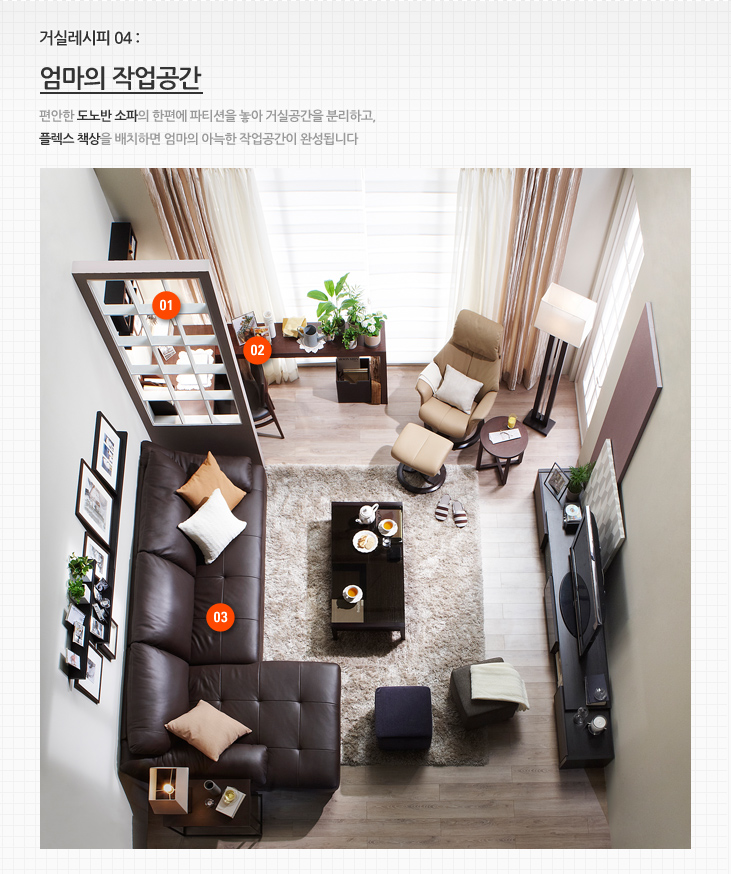 거실레시피 04 :
엄마의 작업공간
편안한 도노반 소파의 한편에 파티션을 놓아 거실공간을 분리하고,
플렉스 책상을 배치하면 엄마의 아늑한 작업공간이 완성됩니다
01
02
03